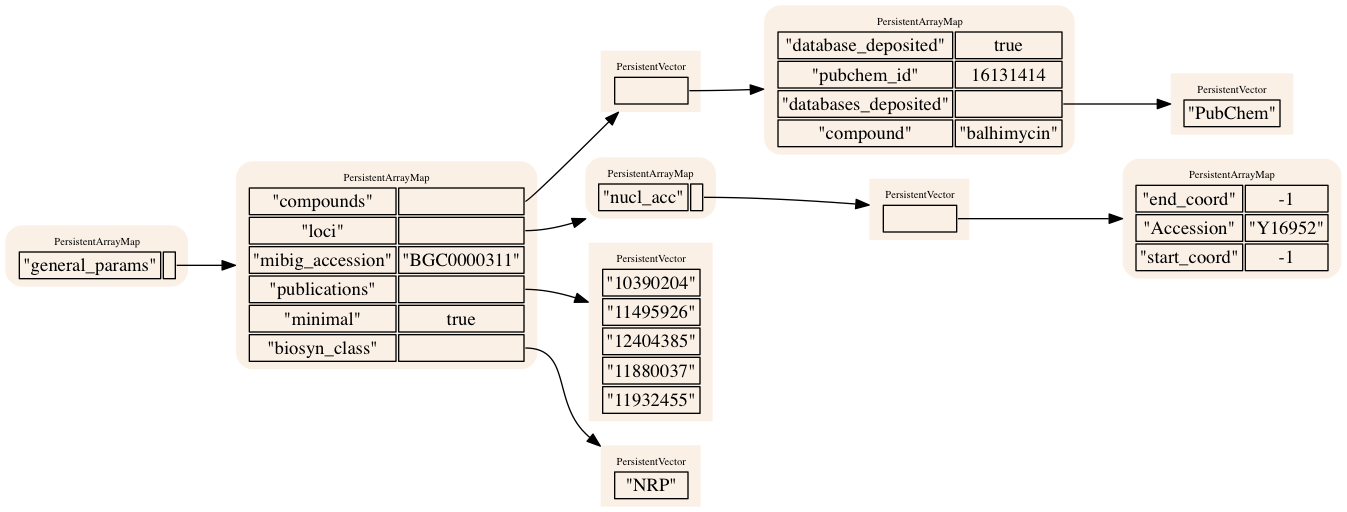 PersistentArrayMap
"general_params"
PersistentArrayMap
"compounds"
"loci"
"mibig_accession" "BGC0000311"
"publications"
"minimal" true
"biosyn_class"
PersistentVector
PersistentArrayMap
"database_deposited" true
"pubchem_id" 16131414
"databases_deposited"
"compound" "balhimycin"
PersistentVector
"PubChem"
PersistentArrayMap
"nucl_acc"
PersistentVector
PersistentArrayMap
"end_coord" -1
"Accession" "Y16952"
"start_coord" -1
PersistentVector
"10390204"
"11495926"
"12404385"
"11880037"
"11932455"
PersistentVector
"NRP"